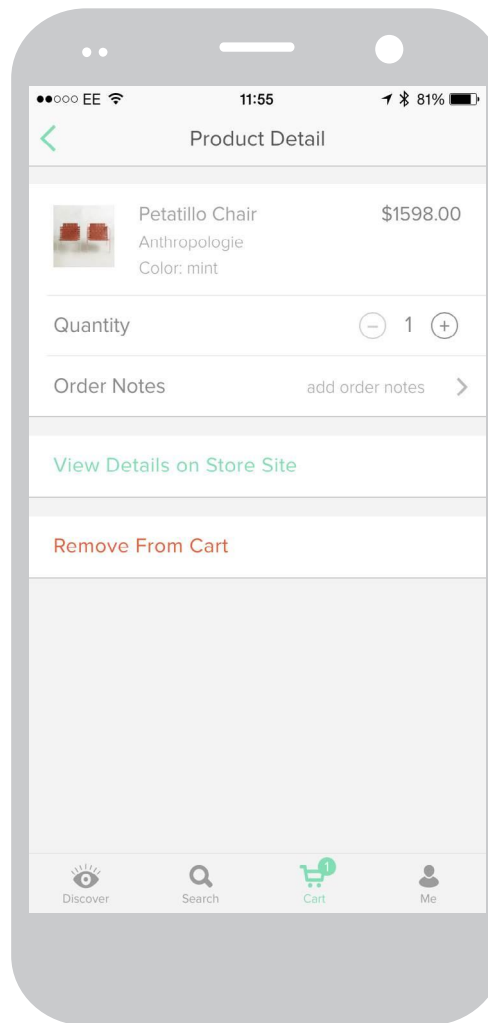 EE 11:55 81%
Product Detail
Petatillo Chair $1598.00
Anthropologie
Color: mint
Quantity 1
Order Notes add order notes
View Details on Store Site
Remove From Cart
1
Discover Search Cart Me